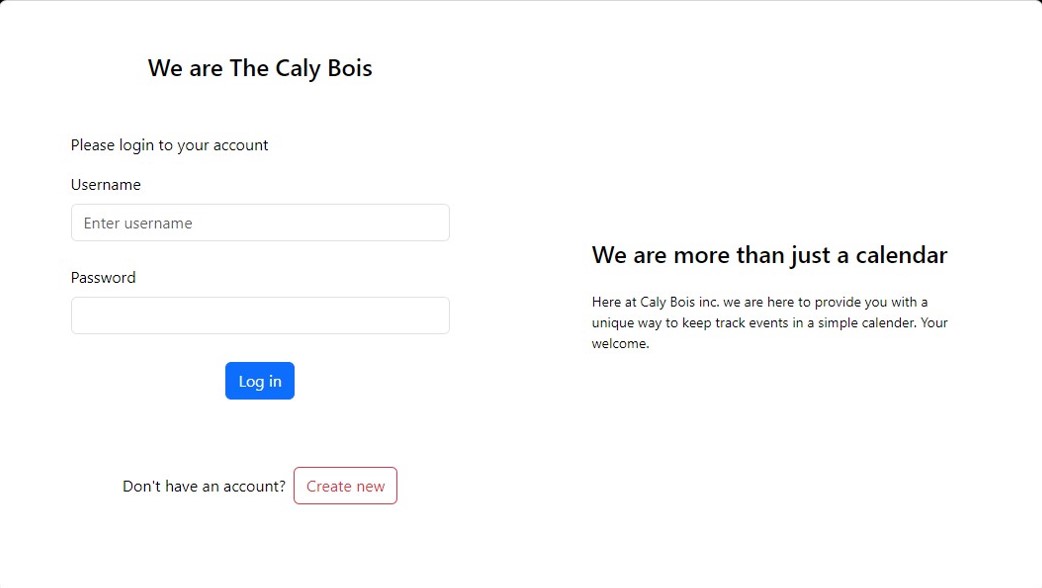 We are The Caly Bois
Please login to your account
Username
Enter username
Password
Log in
Don't have an account? Create new
We are more than just a calendar
Here at Caly Bois inc. we are here to provide you with a
unique way to keep track events in a simple calender. Your
welcome.